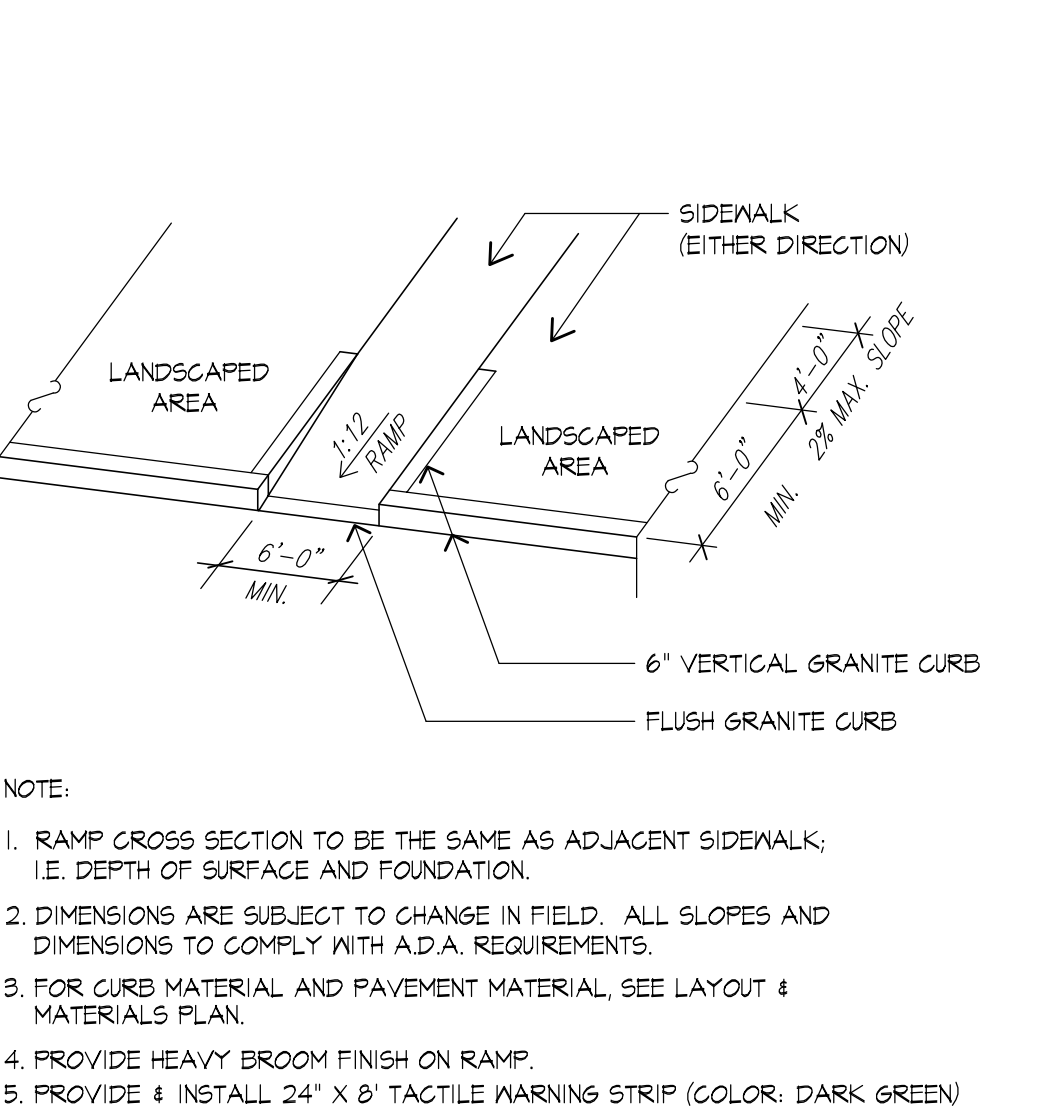 SIDEWALK
(EITHER DIRECTION)
LANDSCAPED
AREA
4'-0"
2% MAX. SLOPE
1:12
RAMP
LANDSCAPED
AREA
6'-0"
MIN.
6'-0"
MIN.
6" VERTICAL GRANITE CURB
FLUSH GRANITE CURB
NOTE:
1. RAMP CROSS SECTION TO BE THE SAME AS ADJACENT SIDEWALK;
I.E. DEPTH OF SURFACE AND FOUNDATION.
2. DIMENSIONS ARE SUBJECT TO CHANGE IN FIELD. ALL SLOPES AND
DIMENSIONS TO COMPLY WITH A.D.A. REQUIREMENTS.
3. FOR CURB MATERIAL AND PAVEMENT MATERIAL, SEE LAYOUT &
MATERIALS PLAN.
4. PROVIDE HEAVY BROOM FINISH ON RAMP.
5. PROVIDE & INSTALL 24" X 8' TACTILE WARNING STRIP (COLOR: DARK GREEN)